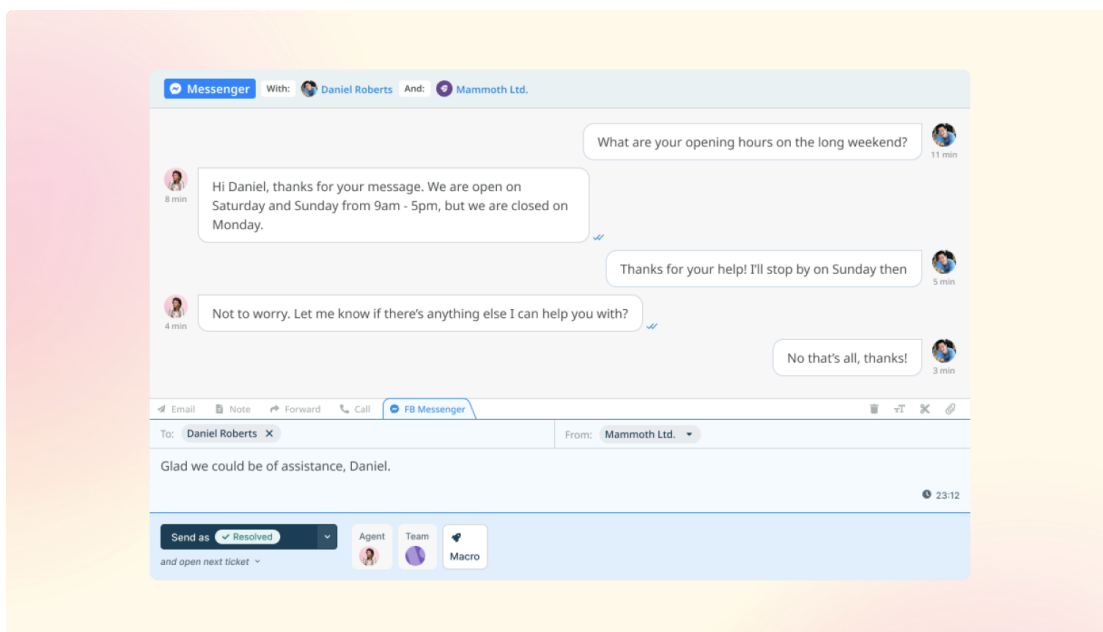 Messenger With: Daniel Roberts And: Mammoth Ltd.
What are your opening hours on the long weekend?
11 min
Hi Daniel, thanks for your message. We are open on
Saturday and Sunday from 9am - 5pm, but we are closed on
Monday.
8 min
Thanks for your help! I'll stop by on Sunday then
5 min
Not to worry. Let me know if there's anything else I can help you with?
4 min
No that's all, thanks!
3 min
Email Note Forward Call FB Messenger
To: Daniel Roberts From: Mammoth Ltd.
Glad we could be of assistance, Daniel.
23:12
Send as Resolved Agent Team Macro
and open next ticket